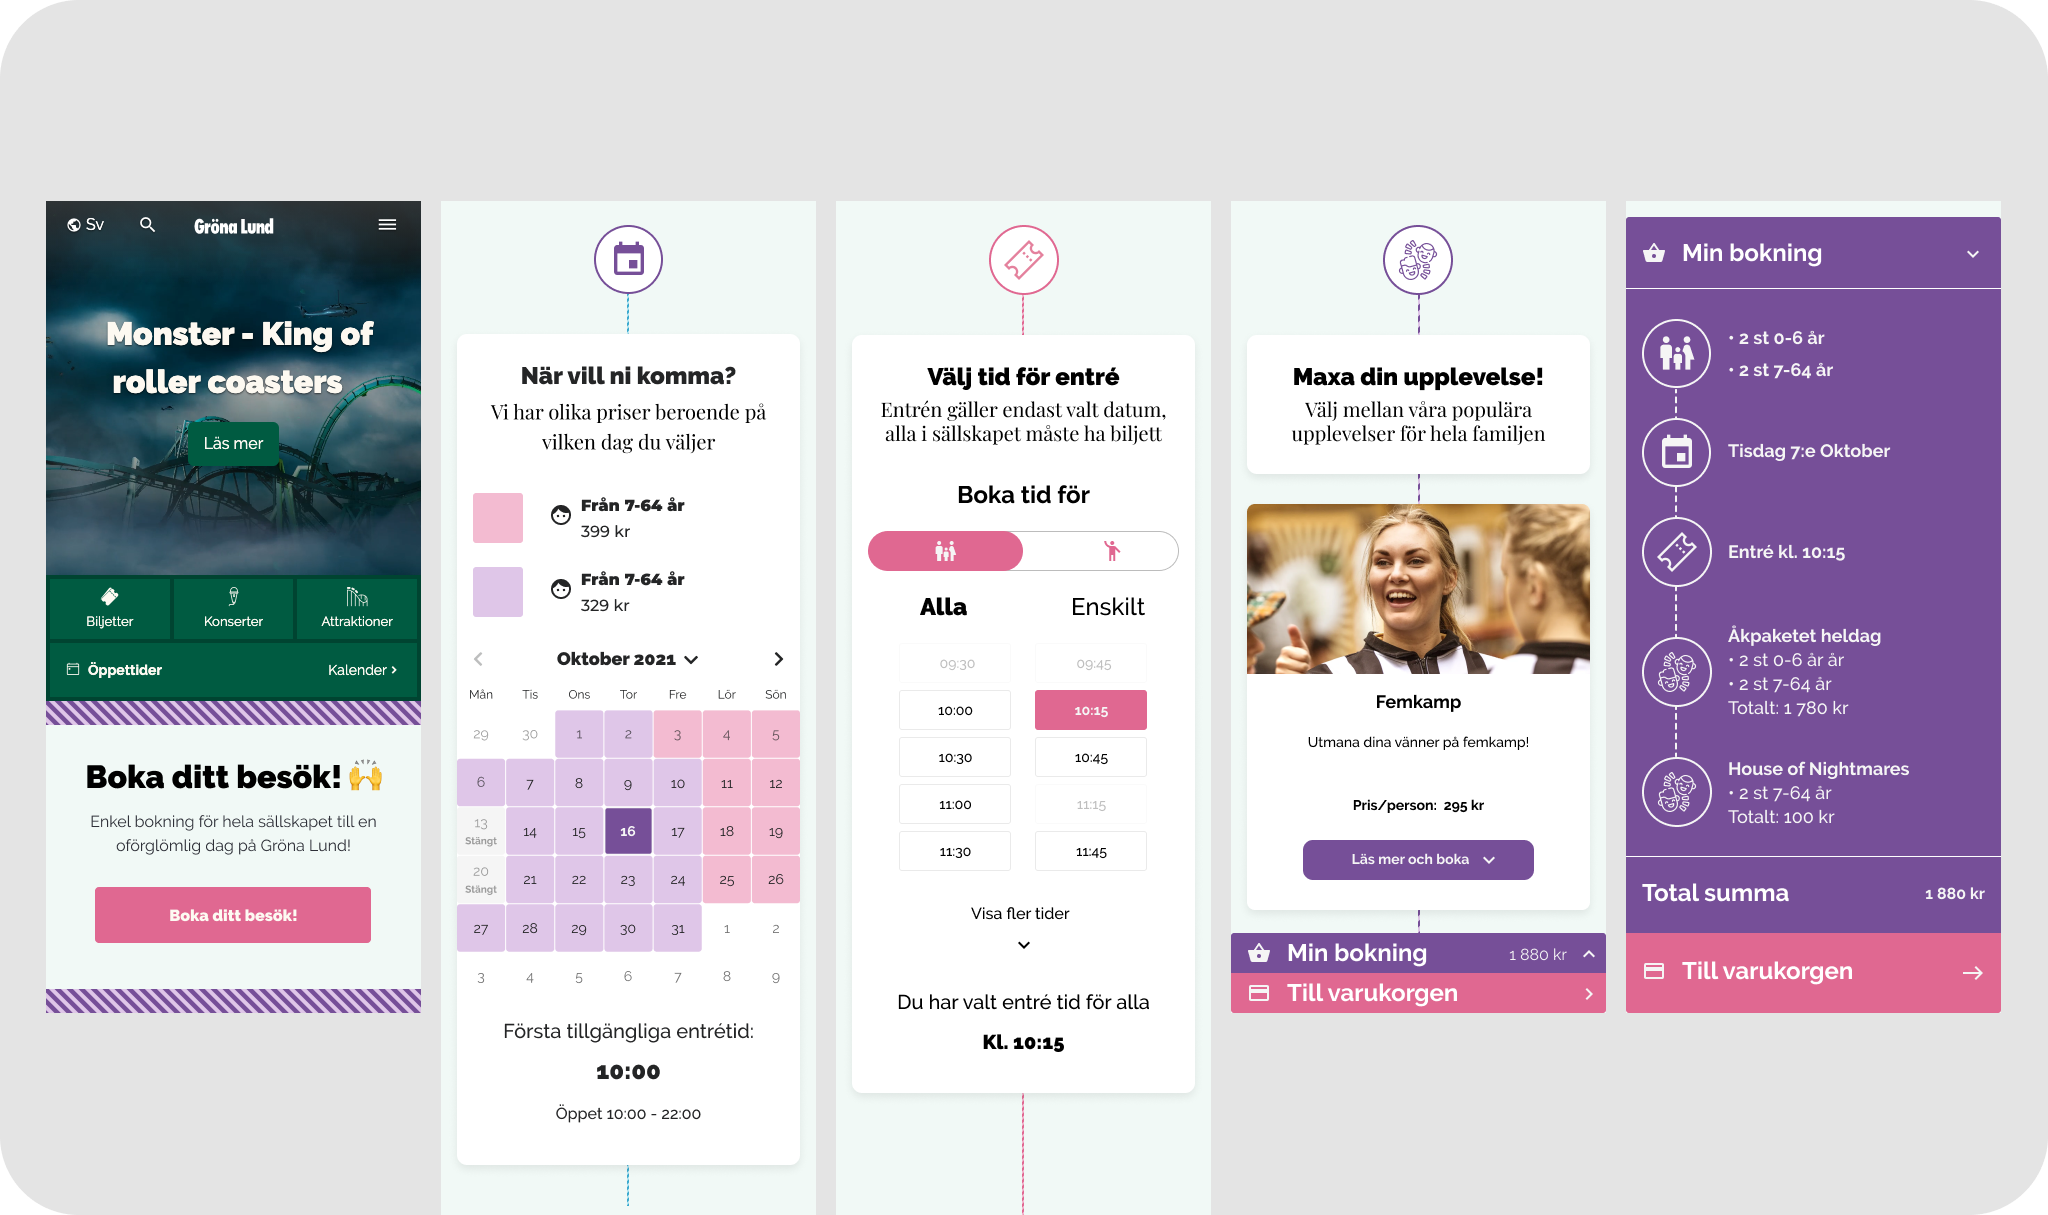 Sv
Gröna Lund
Monster - King of
roller coasters
Läs mer
Biljetter
Konserter
Attraktioner
Öppettider
Kalender
Boka ditt besök! 🙌
Enkel bokning för hela sällskapet till en
oförglömlig dag på Gröna Lund!
Boka ditt besök!
När vill ni komma?
Vi har olika priser beroende på
vilken dag du väljer
Från 7-64 år
399 kr
Från 7-64 år
329 kr
Oktober 2021
Mån Tis Ons Tor Fre Lör Sön
29 30 1 2 3 4 5
6 7 8 9 10 11 12
13 14 15 16 17 18 19
Stängt
20 21 22 23 24 25 26
Stängt
27 28 29 30 31 1 2
3 4 5 6 7 8 9
Första tillgängliga entrétid:
10:00
Öppet 10:00 - 22:00
Välj tid för entré
Entrén gäller endast valt datum,
alla i sällskapet måste ha biljett
Boka tid för
Alla Enskilt
09:30 09:45
10:00 10:15
10:30 10:45
11:00 11:15
11:30 11:45
Visa fler tider
Du har valt entré tid för alla
Kl. 10:15
Maxa din upplevelse!
Välj mellan våra populära
upplevelser för hela familjen
Femkamp
Utmana dina vänner på femkamp!
Pris/person: 295 kr
Läs mer och boka
Min bokning 1 880 kr
Till varukorgen
Min bokning
• 2 st 0-6 år
• 2 st 7-64 år
Tisdag 7:e Oktober
Entré kl. 10:15
Åkpaketet heldag
• 2 st 0-6 år år
• 2 st 7-64 år
Totalt: 1 780 kr
House of Nightmares
• 2 st 7-64 år
Totalt: 100 kr
Total summa 1 880 kr
Till varukorgen